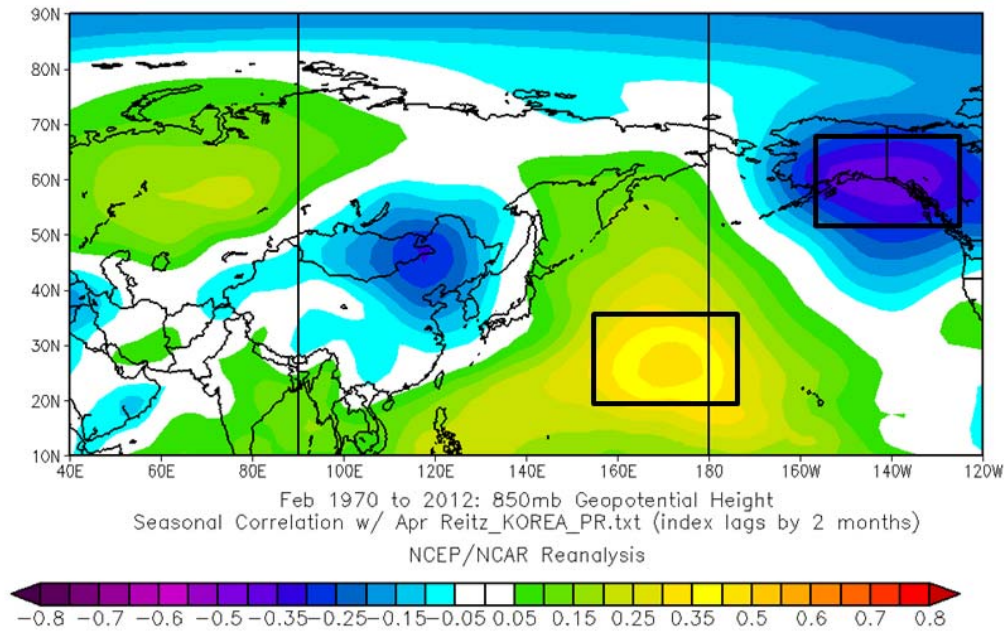 90N
80N
70N
60N
50N
40N
30N
20N
10N
40E 60E 80E 100E 120E 140E 160E 180 160W 140W 120W
Feb 1970 to 2012: 850mb Geopotential Height
Seasonal Correlation w/ Apr Reitz_KOREA_PR.txt (index lags by 2 months)
NCEP/NCAR Reanalysis
-0.8 -0.7 -0.6 -0.5 -0.35 -0.25 -0.15 -0.05 0.05 0.15 0.25 0.35 0.5 0.6 0.7 0.8